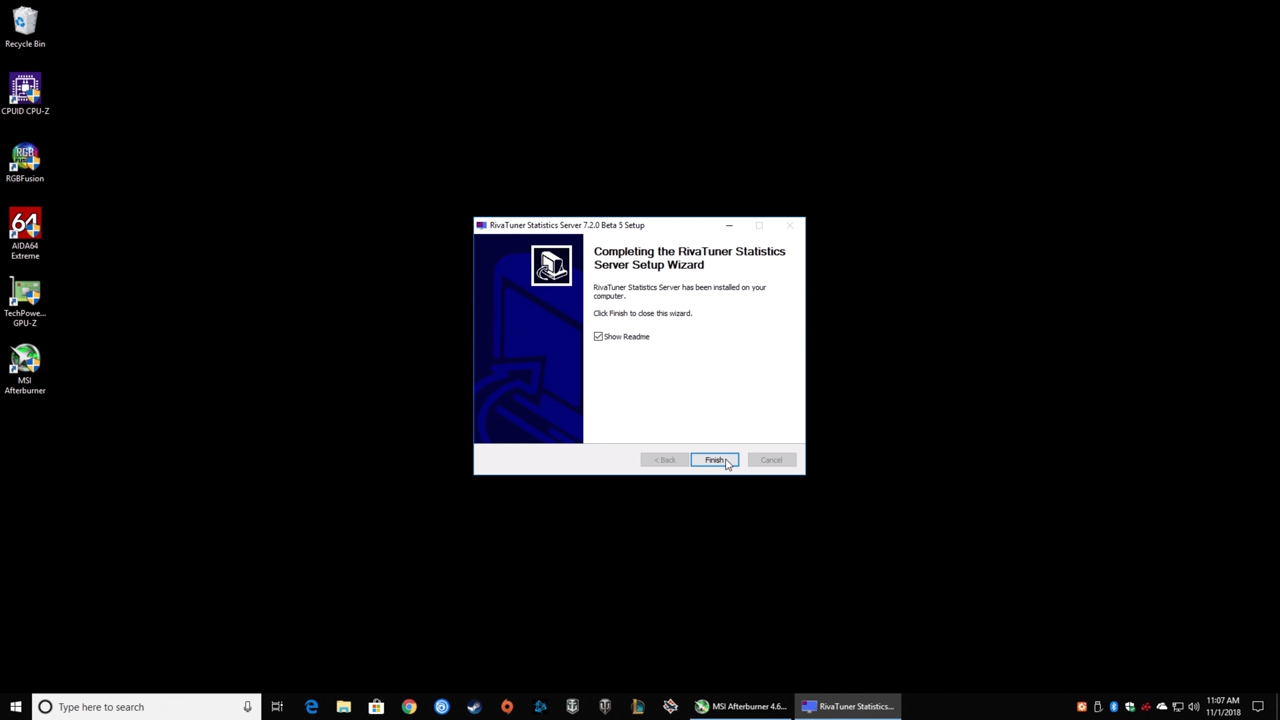 Recycle Bin
CPUID CPU-Z
RGB
RGBFusion
64
AIDA64
Extreme
TechPowe...
GPU-Z
MSI
Afterburner
RivaTuner Statistics Server 7.2.0 Beta 5 Setup
Completing the RivaTuner Statistics
Server Setup Wizard
RivaTuner Statistics Server has been installed on your
computer.
Click Finish to close this wizard.
Show Readme
< Back
Finish
Cancel
Type here to search
MSI Afterburner 4.6...
RivaTuner Statistics...
11:07 AM
11/1/2018